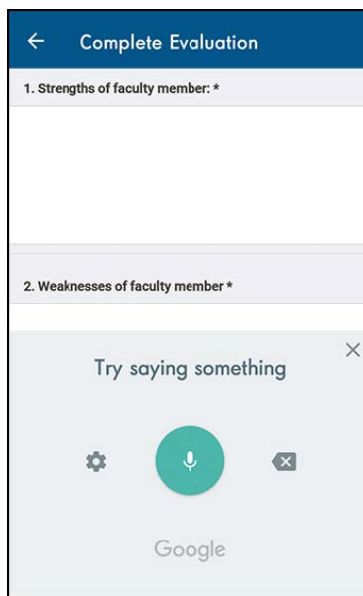 Complete Evaluation
1. Strengths of faculty member: *
2. Weaknesses of faculty member *
Try saying something
Google